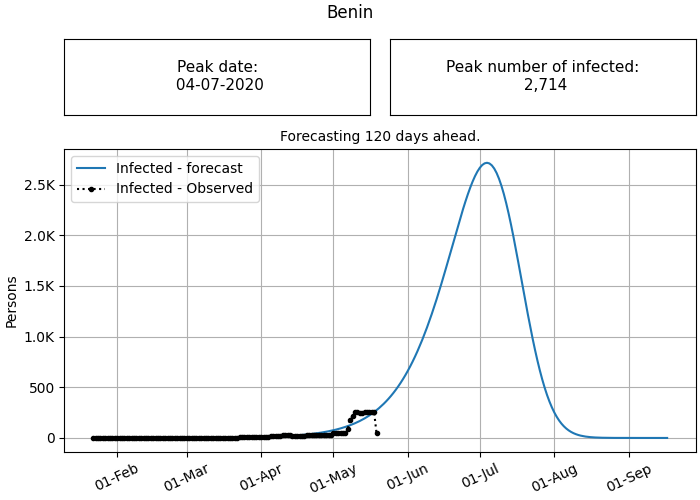 Benin
Peak date:
04-07-2020
Peak number of infected:
2,714
Forecasting 120 days ahead.
Infected - forecast
Infected - Observed
Persons
2.5K
2.0K
1.5K
1.0K
500
0
01-Feb
01-Mar
01-Apr
01-May
01-Jun
01-Jul
01-Aug
01-Sep